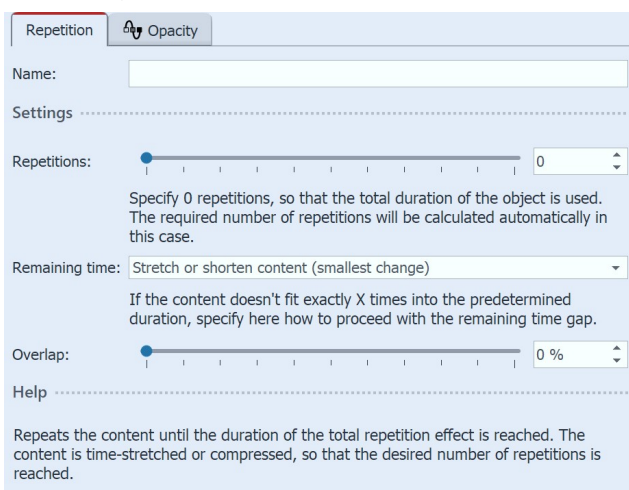 Repetition Opacity
Name:
Settings
Repetitions: 0
Specify 0 repetitions, so that the total duration of the object is used.
The required number of repetitions will be calculated automatically in
this case.
Remaining time: Stretch or shorten content (smallest change)
If the content doesn't fit exactly X times into the predetermined
duration, specify here how to proceed with the remaining time gap.
Overlap: 0 %
Help
Repeats the content until the duration of the total repetition effect is reached. The
content is time-stretched or compressed, so that the desired number of repetitions is
reached.